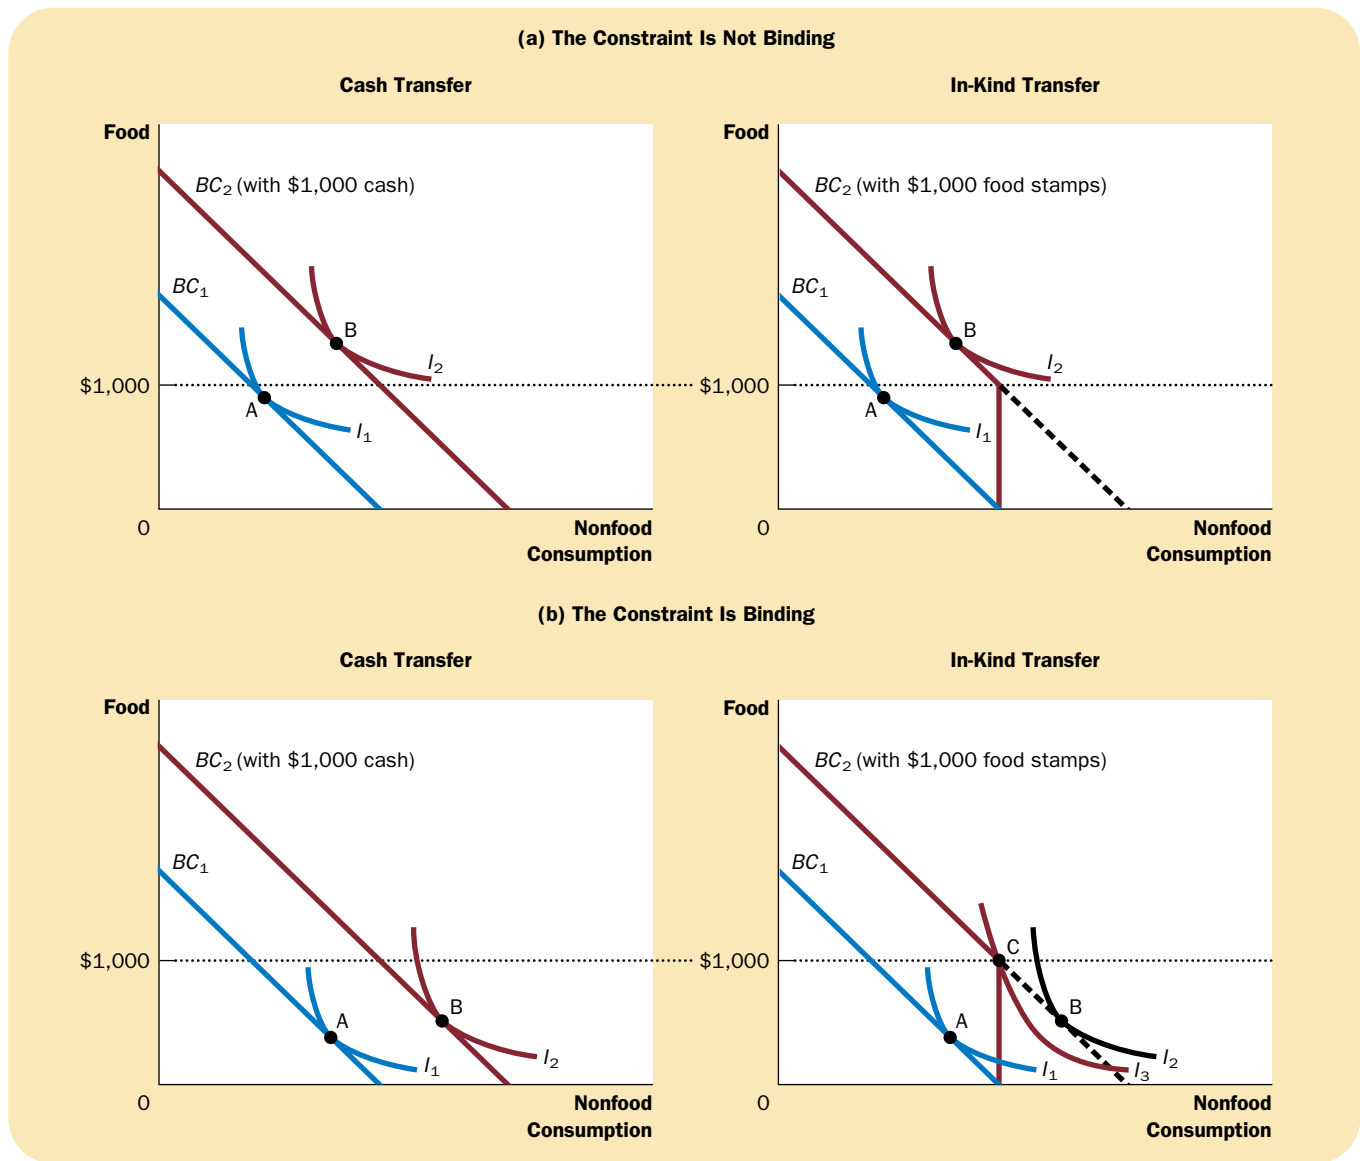 (a) The Constraint Is Not Binding
Cash Transfer
In-Kind Transfer
Food
BC₂ (with $1,000 cash)
BC₁
B
I₂
$1,000
A
I₁
0
Nonfood
Consumption
Food
BC₂ (with $1,000 food stamps)
BC₁
B
I₂
$1,000
A
I₁
0
Nonfood
Consumption
(b) The Constraint Is Binding
Cash Transfer
In-Kind Transfer
Food
BC₂ (with $1,000 cash)
BC₁
$1,000
A
B
I₁
I₂
0
Nonfood
Consumption
Food
BC₂ (with $1,000 food stamps)
BC₁
C
$1,000
A
B
I₁
I₃
I₂
0
Nonfood
Consumption